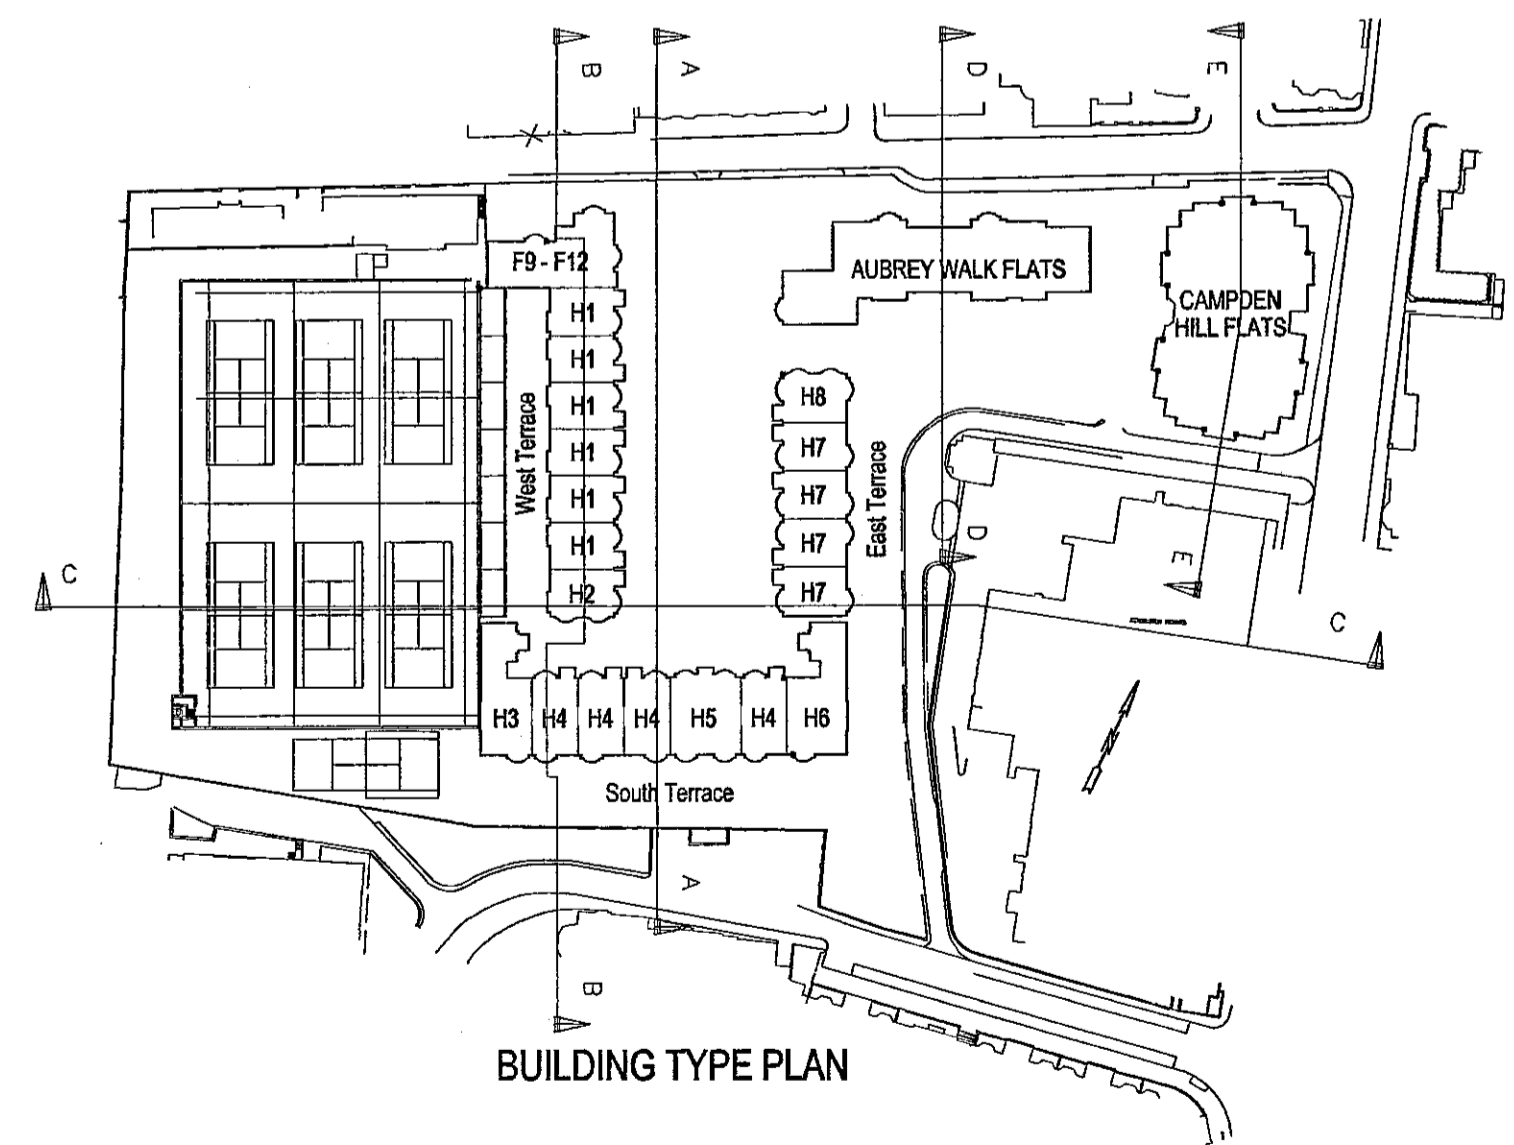 B
A
D
E
F9 - F12
AUBREY WALK FLATS
CAMPDEN
HILL FLATS
H1
H1
H1
H1
H1
H1
H2
West Terrace
H8
H7
H7
H7
H7
East Terrace
D
E
C
C
H3
H4
H4
H4
H5
H4
H6
South Terrace
A
B
BUILDING TYPE PLAN